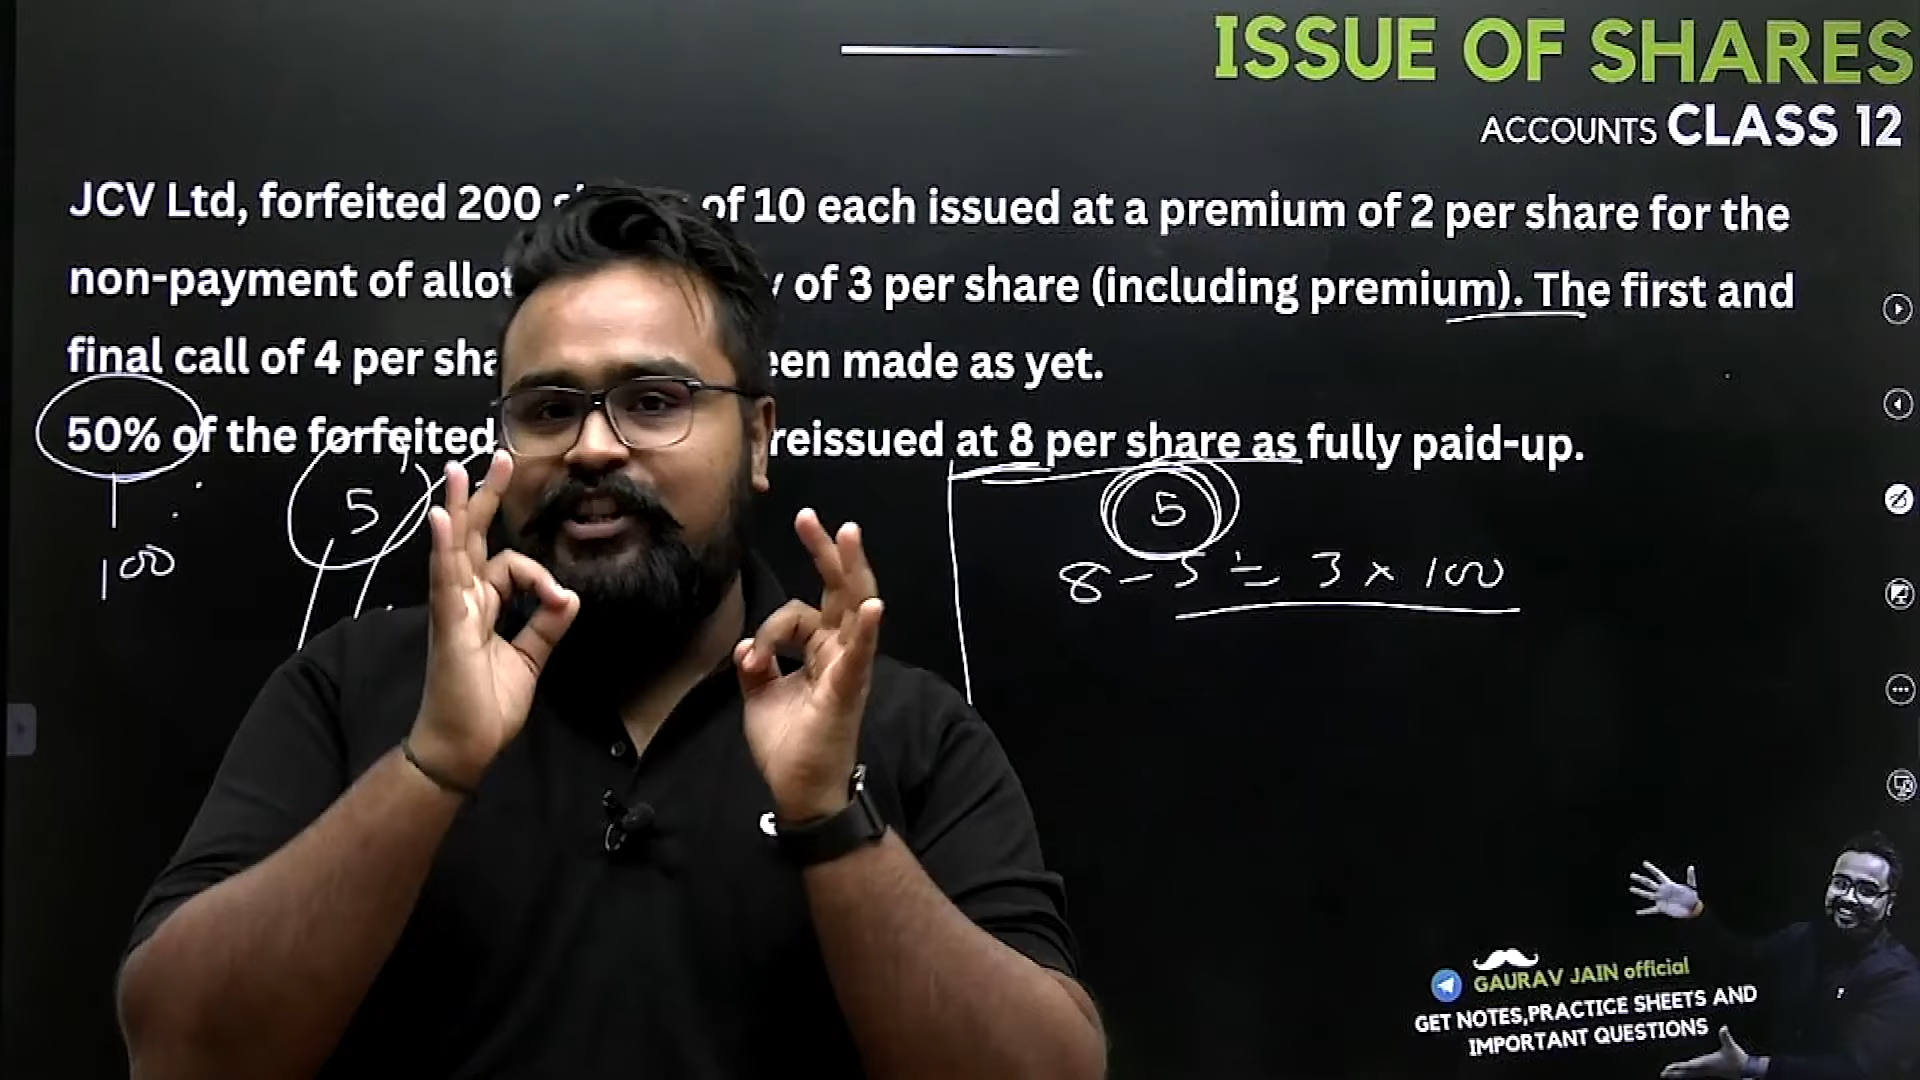 ISSUE OF SHARES
ACCOUNTS CLASS 12
JCV Ltd, forfeited 200 of 10 each issued at a premium of 2 per share for the
non-payment of of 3 per share (including premium). The first and
final call of 4 per made as yet.
50% of the forfeited reissued at 8 per share as fully paid-up.
5 5
100 8 - 5 = 3 x 100
GAURAV JAIN official
GET NOTES,PRACTICE SHEETS AND
IMPORTANT QUESTIONS